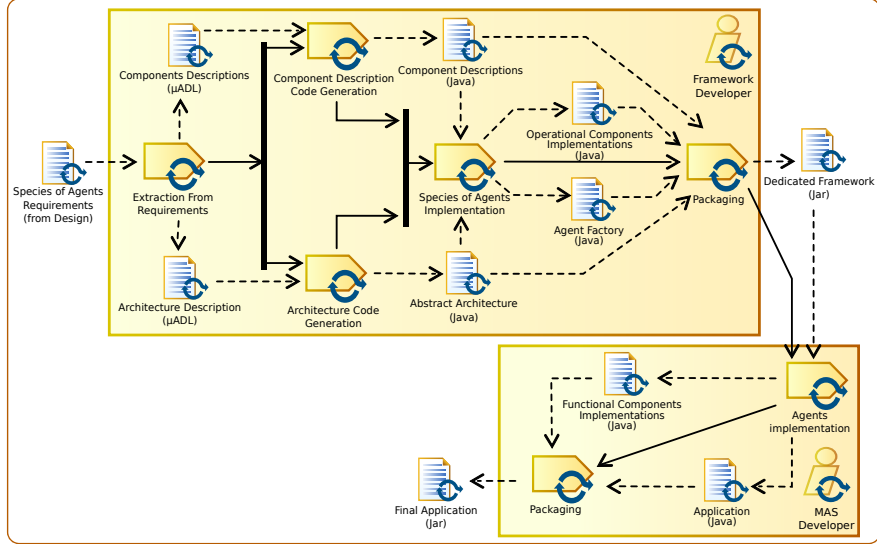 Components Descriptions
(µADL)
Component Description
Code Generation
Component Descriptions
(Java)
Framework
Developer
Operational Components
Implementations
(Java)
Species of Agents
Requirements
(from Design)
Extraction From
Requirements
Species of Agents
Implementation
Agent Factory
(Java)
Packaging
Dedicated Framework
(Jar)
Architecture Description
(µADL)
Architecture Code
Generation
Abstract Architecture
(Java)
Functional Components
Implementations
(Java)
Agents
implementation
Final Application
(Jar)
Packaging
Application
(Java)
MAS
Developer